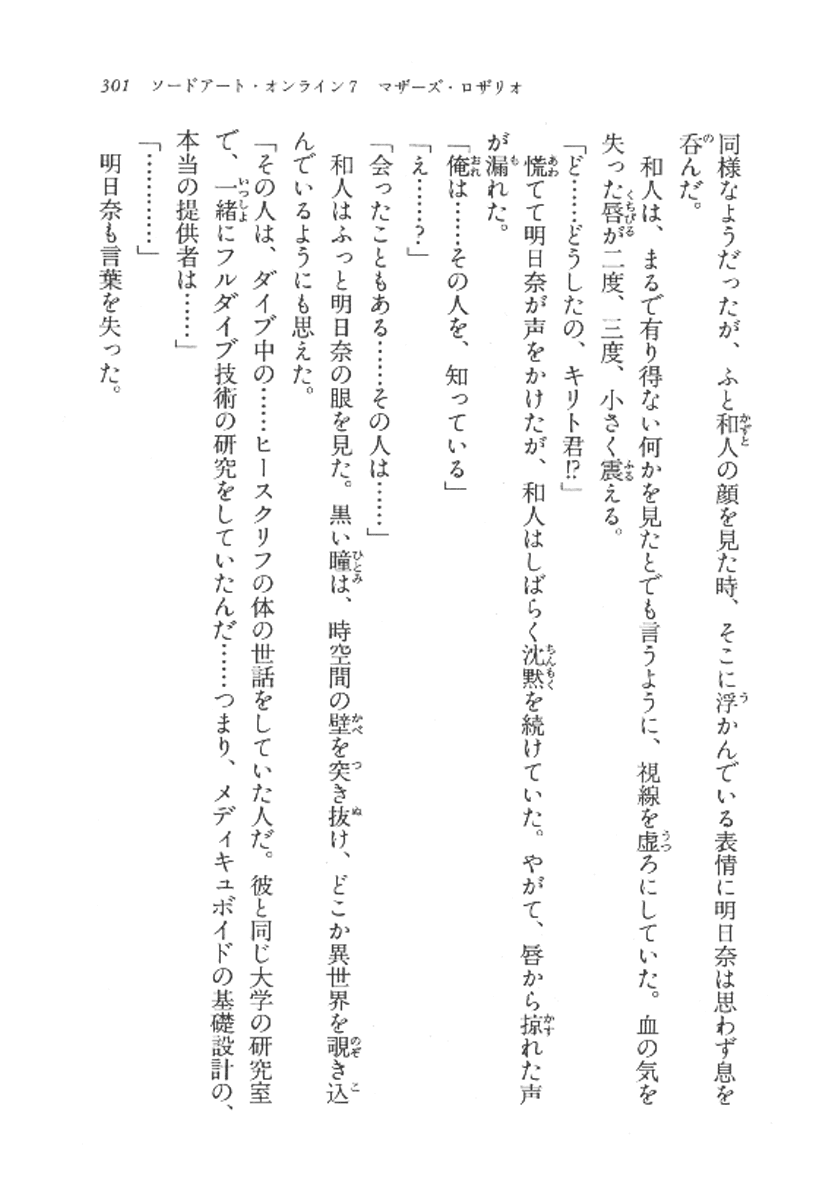 301 ソードアート・オンライン7 マザーズ・ロザリオ
同様なようだったが、ふと和人の顔を見た時、そこに浮かんでいる表情に明日奈は思わず息を
呑んだ。
和人は、まるで有り得ない何かを見たとでも言うように、視線を虚ろにしていた。血の気を
失った唇が二度、三度、小さく震える。
「ど……どうしたの、キリト君!?」
慌てて明日奈が声をかけたが、和人はしばらく沈黙を続けていた。やがて、唇から掠れた声
が漏れた。
「俺は……その人を、知っている」
「え……?」
「会ったこともある……その人は……」
和人はふっと明日奈の眼を見た。黒い瞳は、時空間の壁を突き抜け、どこか異世界を覗き込
んでいるようにも思えた。
「その人は、ダイブ中の……ヒースクリフの体の世話をしていた人だ。彼と同じ大学の研究室
で、一緒にフルダイブ技術の研究をしていたんだ……つまり、メディキュボイドの基礎設計の、
本当の提供者は……」
「…………」
明日奈も言葉を失った。